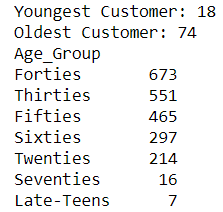 Youngest Customer: 18
Oldest Customer: 74
Age_Group
Forties       673
Thirties      551
Fifties       465
Sixties       297
Twenties      214
Seventies      16
Late-Teens      7